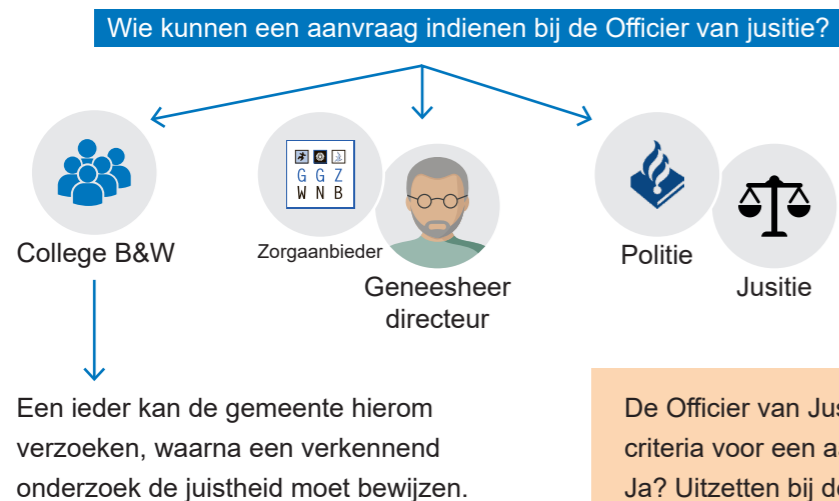 Wie kunnen een aanvraag indienen bij de Officier van jusitie?
G G Z
W N B
College B&W
Zorgaanbieder
Geneesheer
directeur
Politie
Jusitie
Een ieder kan de gemeente hierom
verzoeken, waarna een verkennend
onderzoek de juistheid moet bewijzen.
De Officier van Jus
criteria voor een a
Ja? Uitzetten bij de